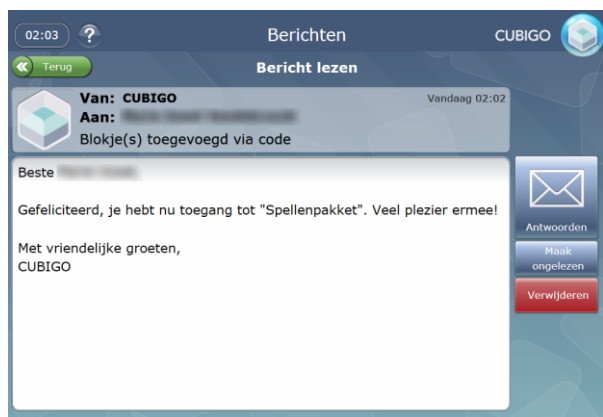 02:03 ? Berichten CUBIGO
Terug Bericht lezen
Van: CUBIGO Vandaag 02:02
Aan:
Blokje(s) toegevoegd via code
Beste
Gefeliciteerd, je hebt nu toegang tot "Spellenpakket". Veel plezier ermee!
Met vriendelijke groeten,
CUBIGO
Antwoorden
Maak
ongelezen
Verwijderen